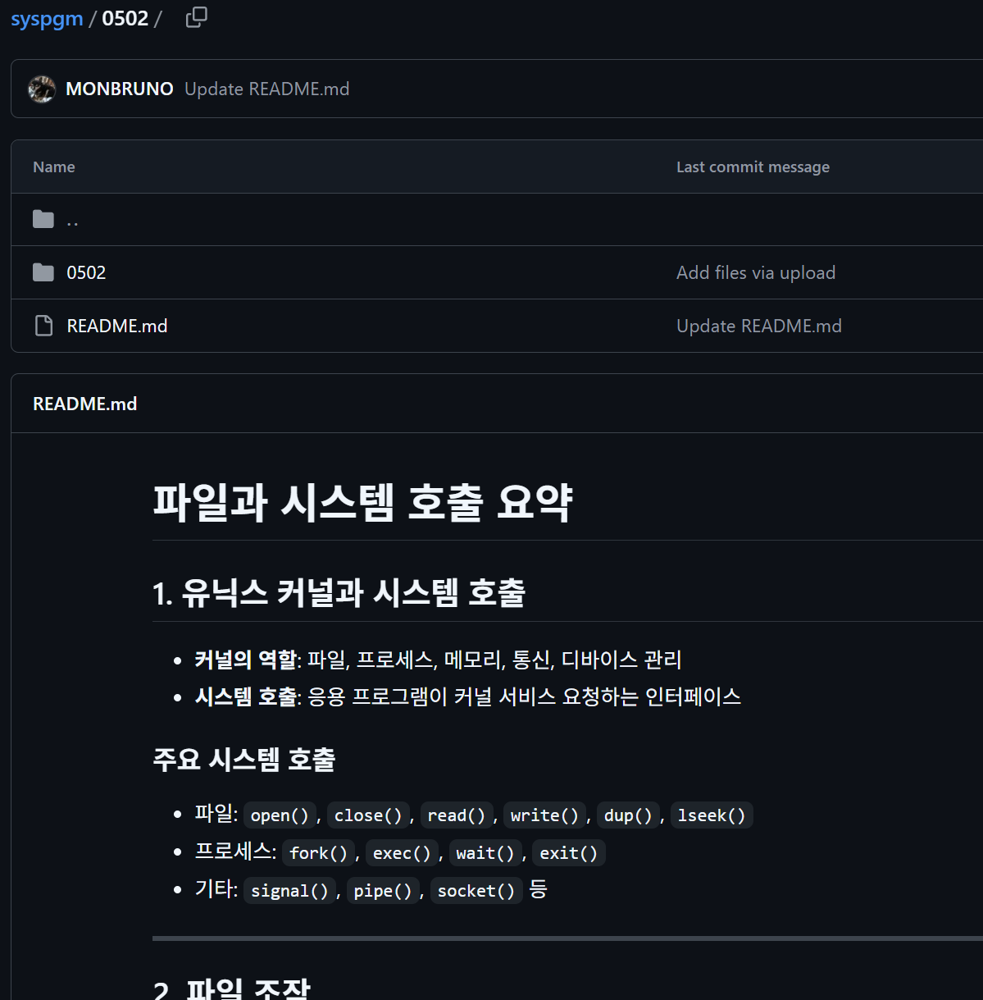 syspgm / 0502 /
MONBRUNO Update README.md
Name Last commit message
..
0502 Add files via upload
README.md Update README.md
README.md
파일과 시스템 호출 요약
1. 유닉스 커널과 시스템 호출
• 커널의 역할: 파일, 프로세스, 메모리, 통신, 디바이스 관리
• 시스템 호출: 응용 프로그램이 커널 서비스 요청하는 인터페이스
주요 시스템 호출
• 파일: open() , close() , read() , write() , dup() , lseek()
• 프로세스: fork() , exec() , wait() , exit()
• 기타: signal() , pipe() , socket() 등
2. 파일 조작